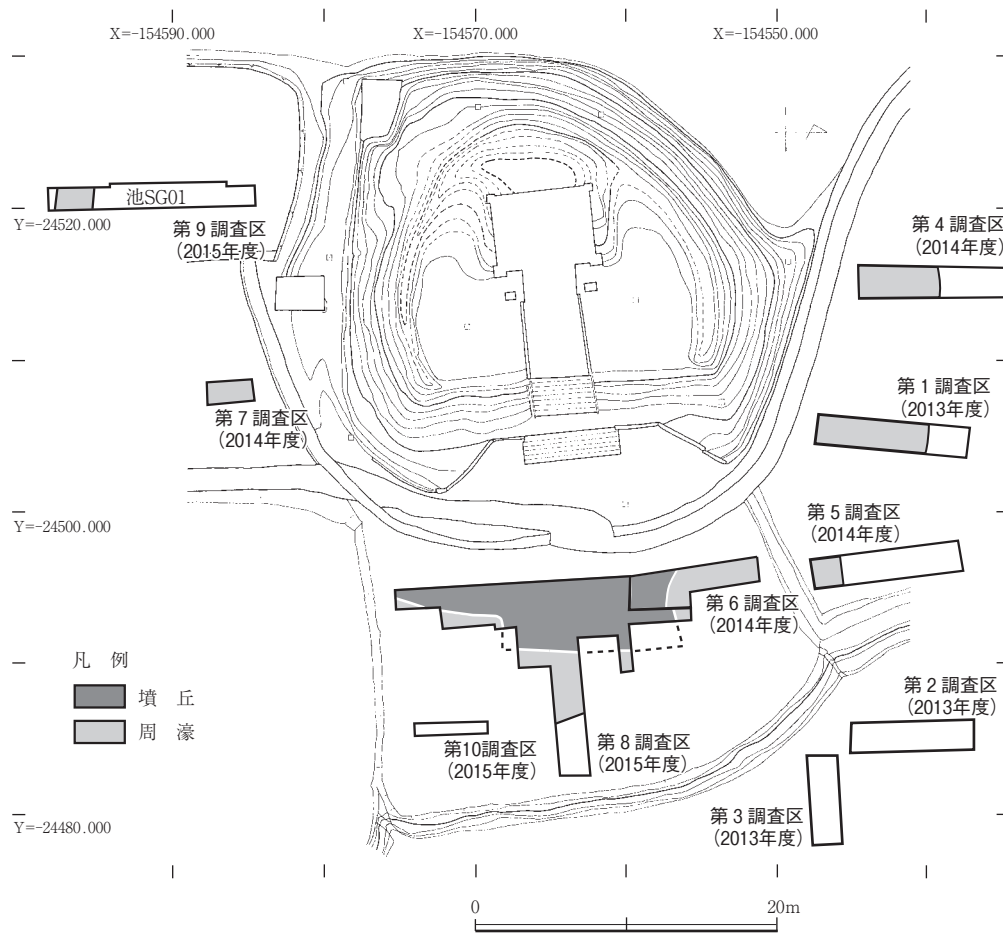 X=-154590.000
X=-154570.000
X=-154550.000
池SG01
Y=-24520.000
第9調査区
(2015年度)
第4調査区
(2014年度)
第7調査区
(2014年度)
第1調査区
(2013年度)
Y=-24500.000
第5調査区
(2014年度)
第6調査区
(2014年度)
凡 例
墳 丘
周 濠
第2調査区
(2013年度)
第10調査区
(2015年度)
第8調査区
(2015年度)
第3調査区
(2013年度)
Y=-24480.000
0
20m